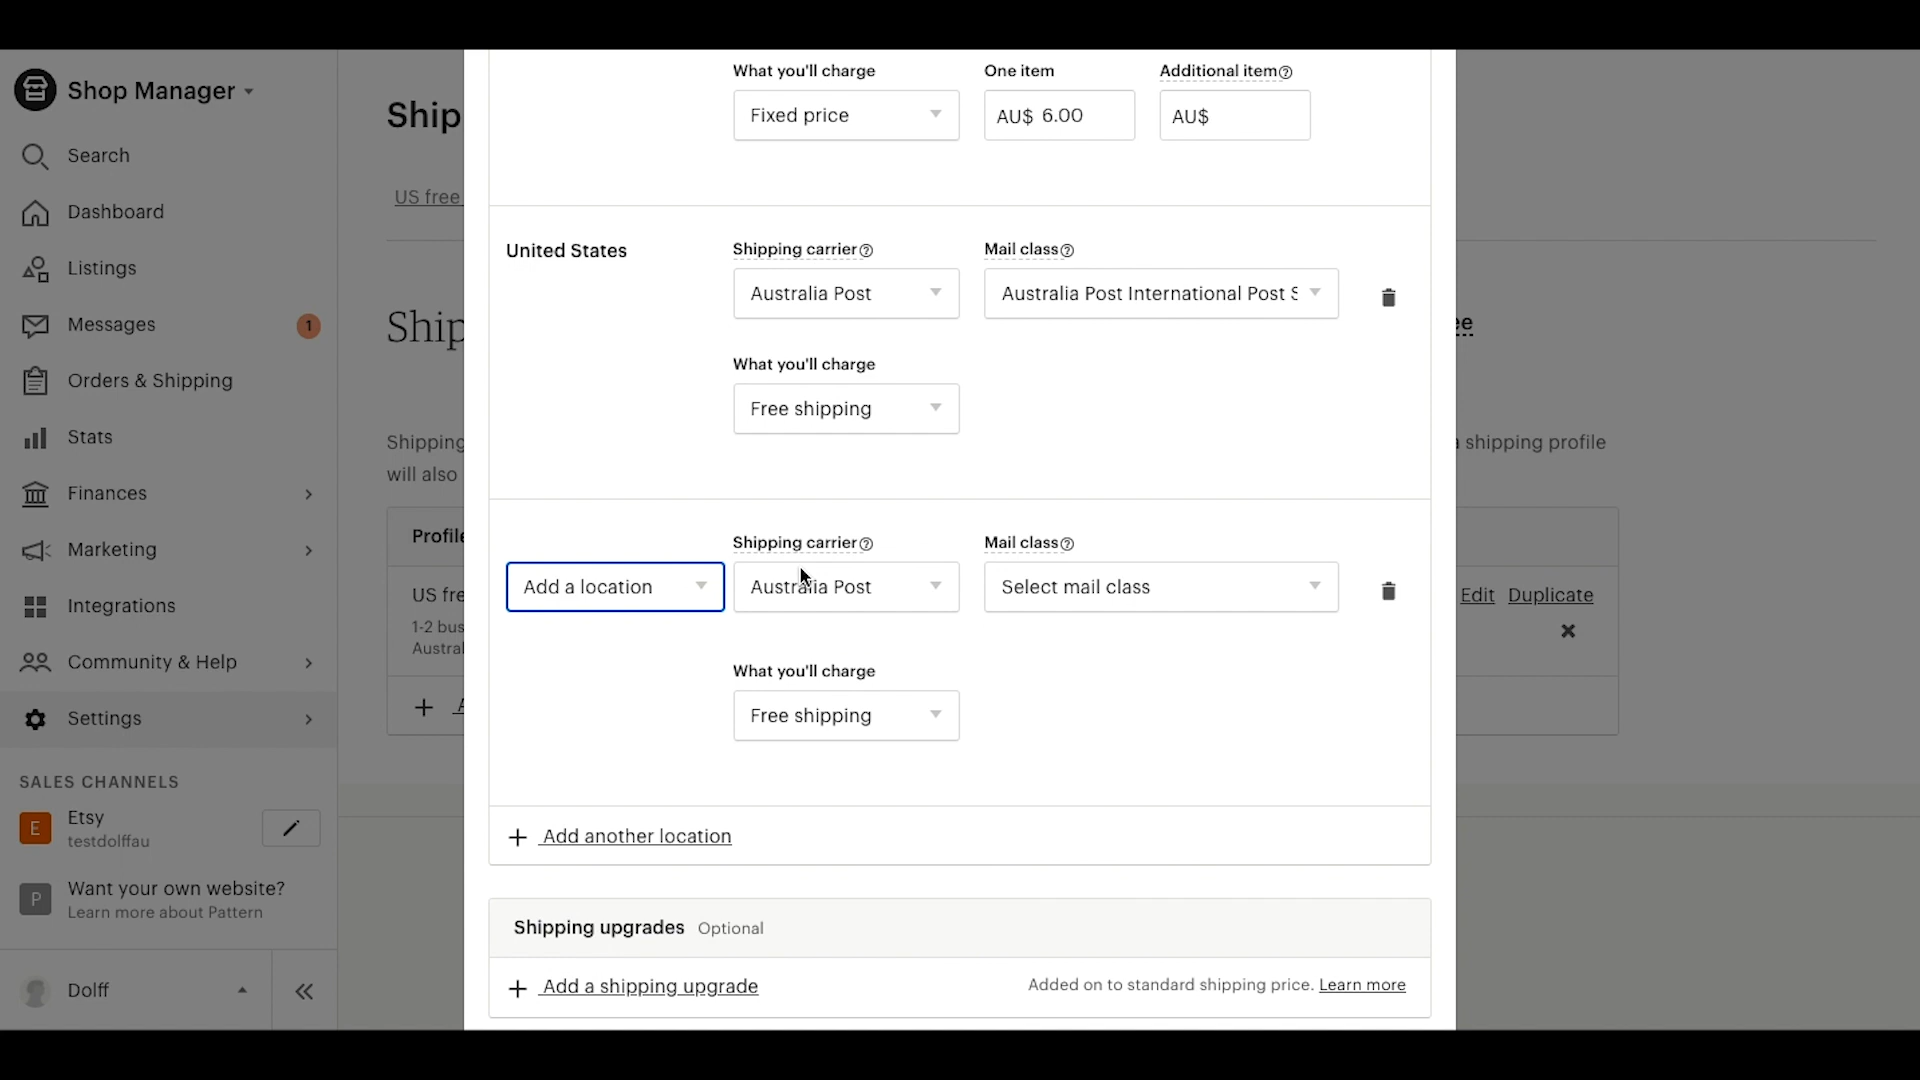 Shop Manager
Search
Dashboard
Listings
Messages
1
Orders & Shipping
Stats
Finances
Marketing
Integrations
Community & Help
Settings
SALES CHANNELS
E
Etsy
testdolffau
P
Want your own website?
Learn more about Pattern
Dolff
Ship
US free
Ship
ee
Shipping
a shipping profile
will also
Profile
US fre
1-2 bus
Austral
Edit
Duplicate
What you'll charge
One item
Additional item
Fixed price
AU$ 6.00
AU$
United States
Shipping carrier
Mail class
Australia Post
Australia Post International Post S
What you'll charge
Free shipping
Shipping carrier
Mail class
Add a location
Australia Post
Select mail class
What you'll charge
Free shipping
Add another location
Shipping upgrades Optional
Add a shipping upgrade
Added on to standard shipping price. Learn more